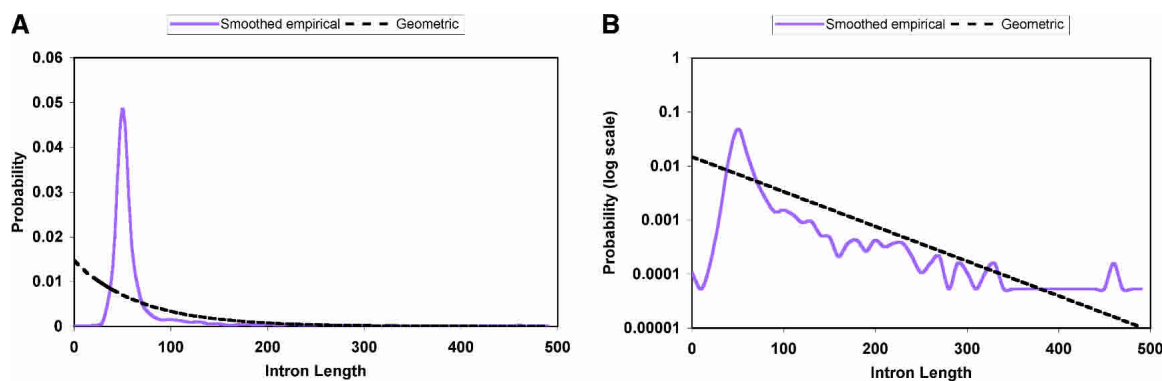 A
Smoothed empirical
Geometric
0.06
0.05
0.04
0.03
0.02
0.01
0
Probability
0 100 200 300 400 500
Intron Length
B
Smoothed empirical
Geometric
1
0.1
0.01
0.001
0.0001
0.00001
Probability (log scale)
0 100 200 300 400 500
Intron Length